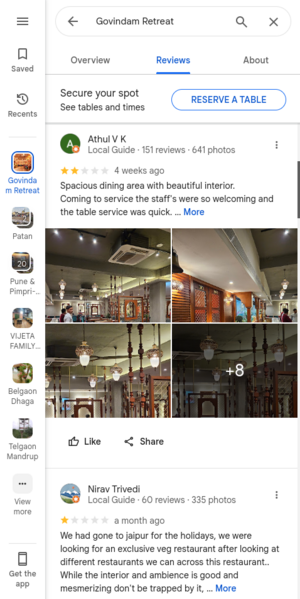 Govindam Retreat
Saved
Recents
Govinda
m Retreat
Patan
20
Pune &
Pimpri-...
VIJETA
FAMILY...
Belgaon
Dhaga
Telgaon
Mandrup
View
more
Get the
app
Overview
Reviews
About
Secure your spot
See tables and times
RESERVE A TABLE
A
Athul V K
Local Guide · 151 reviews · 641 photos
4 weeks ago
Spacious dining area with beautiful interior.
Coming to service the staff's were so welcoming and
the table service was quick. ... More
+8
Like
Share
Nirav Trivedi
Local Guide · 60 reviews · 335 photos
a month ago
We had gone to jaipur for the holidays, we were
looking for an exclusive veg restaurant after looking at
different restaurants we can across this restaurant..
While the interior and ambience is good and
mesmerizing don't be trapped by it, ... More